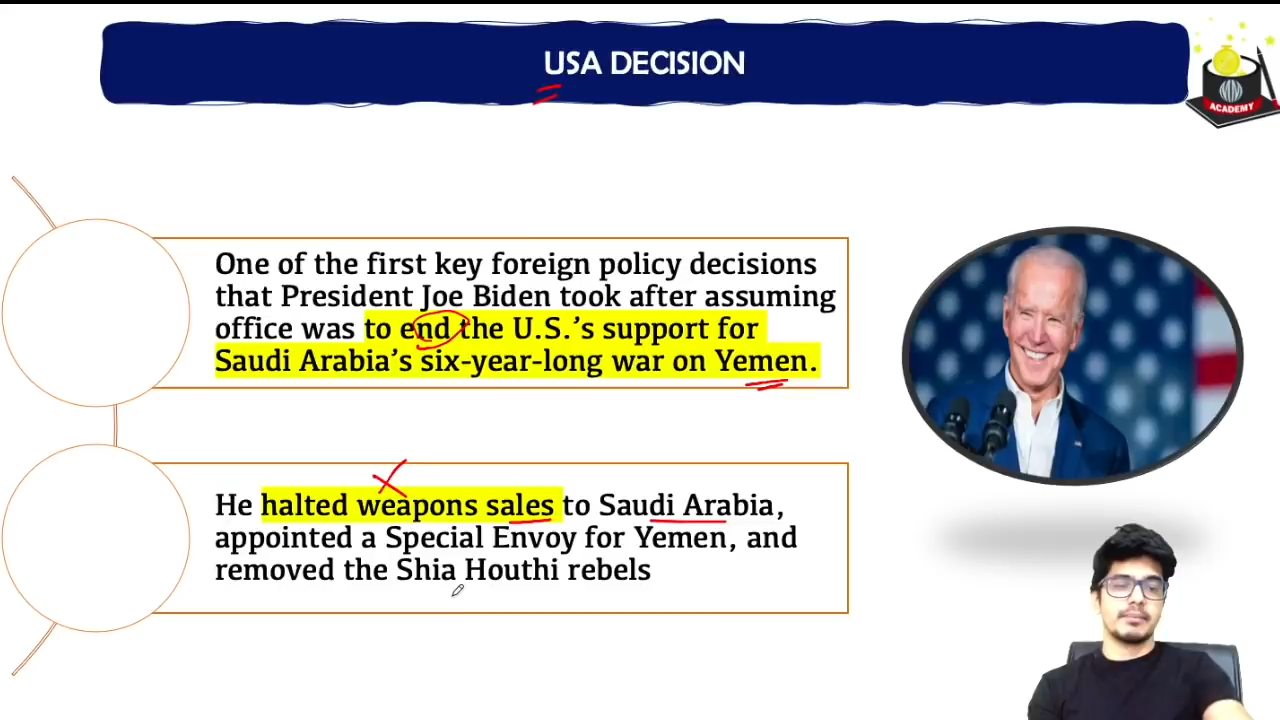 USA DECISION
ACADEMY
One of the first key foreign policy decisions
that President Joe Biden took after assuming
office was to end the U.S.'s support for
Saudi Arabia's six-year-long war on Yemen.
He halted weapons sales to Saudi Arabia,
appointed a Special Envoy for Yemen, and
removed the Shia Houthi rebels